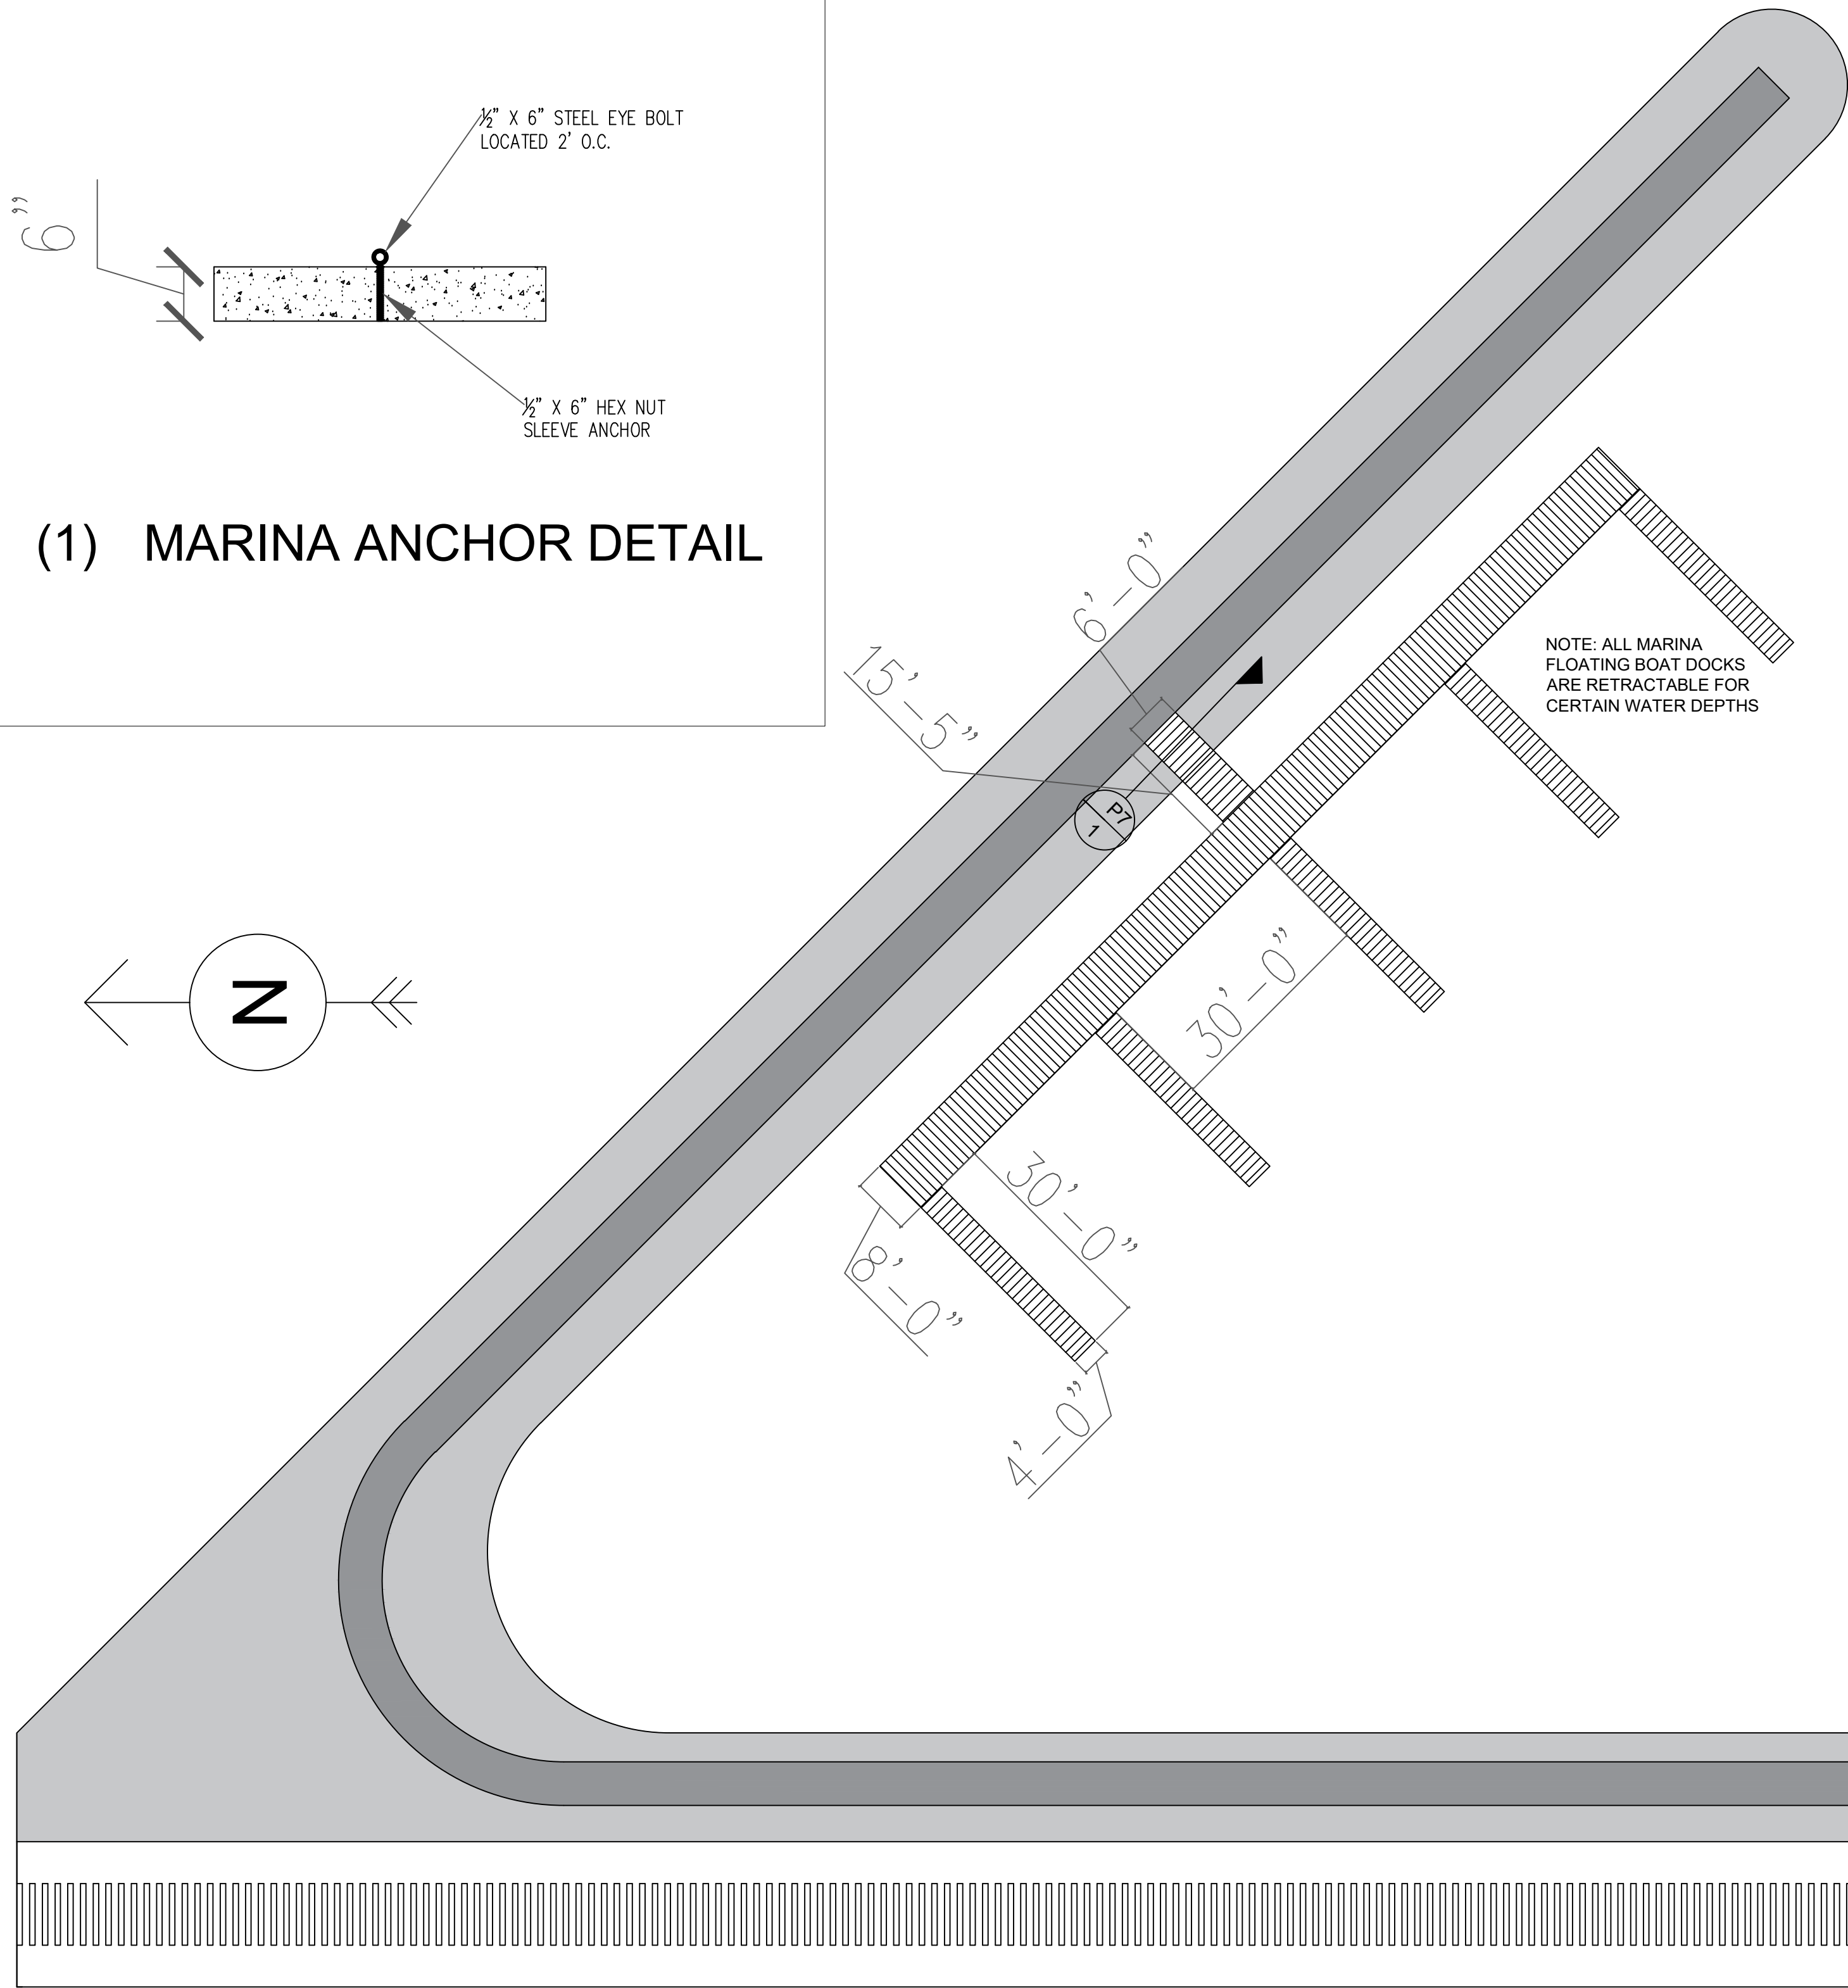 ½" X 6" STEEL EYE BOLT
LOCATED 2' O.C.
6"
½" X 6" HEX NUT
SLEEVE ANCHOR
(1) MARINA ANCHOR DETAIL
6'-0"
15'-5"
NOTE: ALL MARINA
FLOATING BOAT DOCKS
ARE RETRACTABLE FOR
CERTAIN WATER DEPTHS
P7
1
N
30'-0"
30'-0"
8'-0"
4'-0"